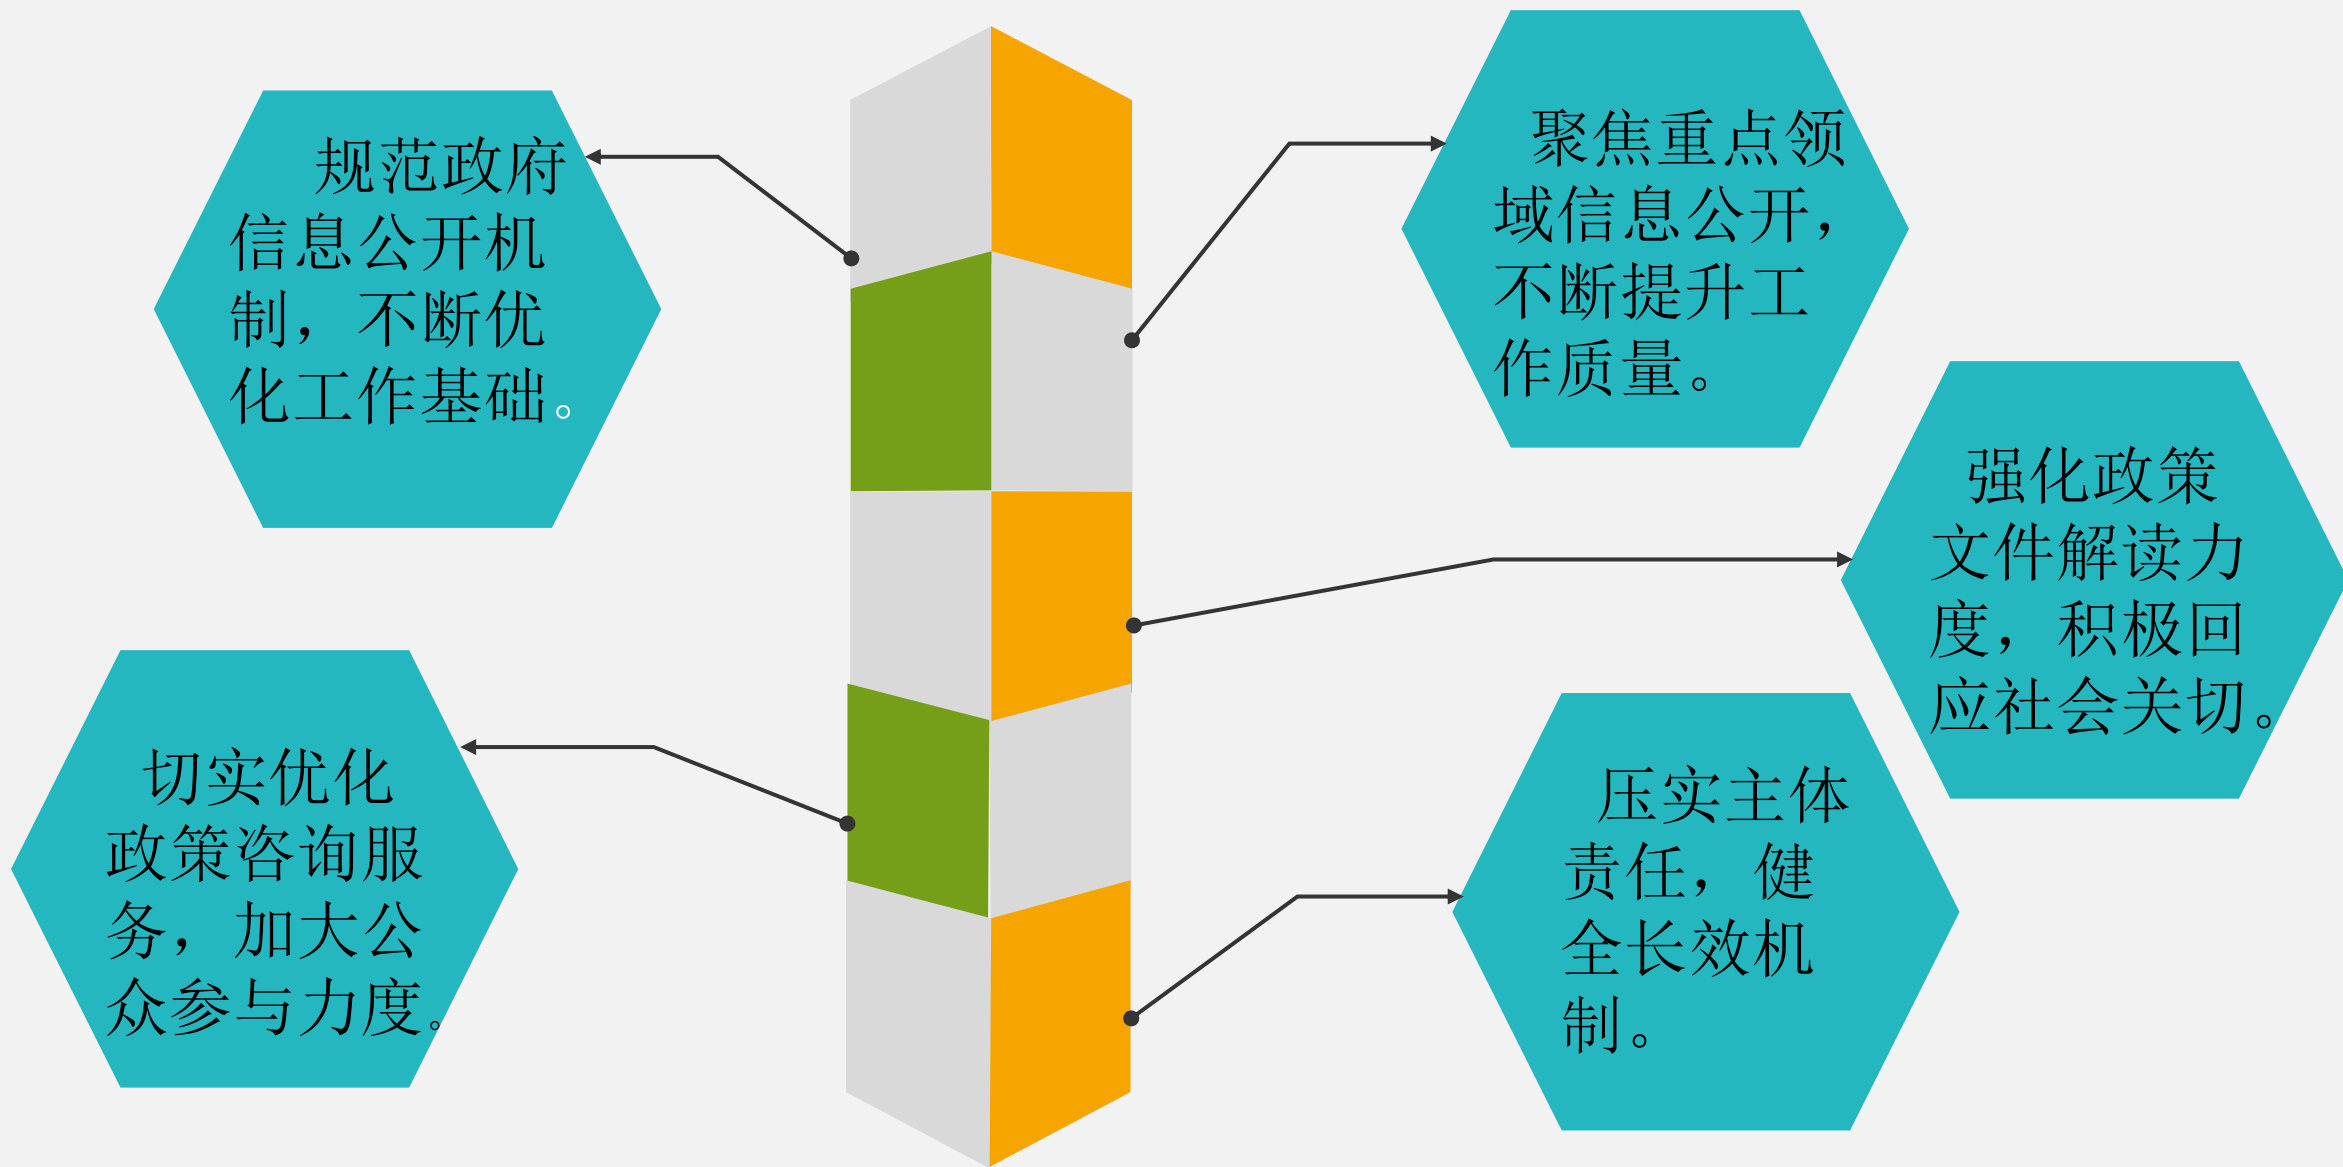 规范政府
信息公开机
制，不断优
化工作基础。
聚焦重点领
域信息公开，
不断提升工
作质量。
强化政策
文件解读力
度，积极回
应社会关切。
切实优化
政策咨询服
务，加大公
众参与力度。
压实主体
责任，健
全长效机
制。